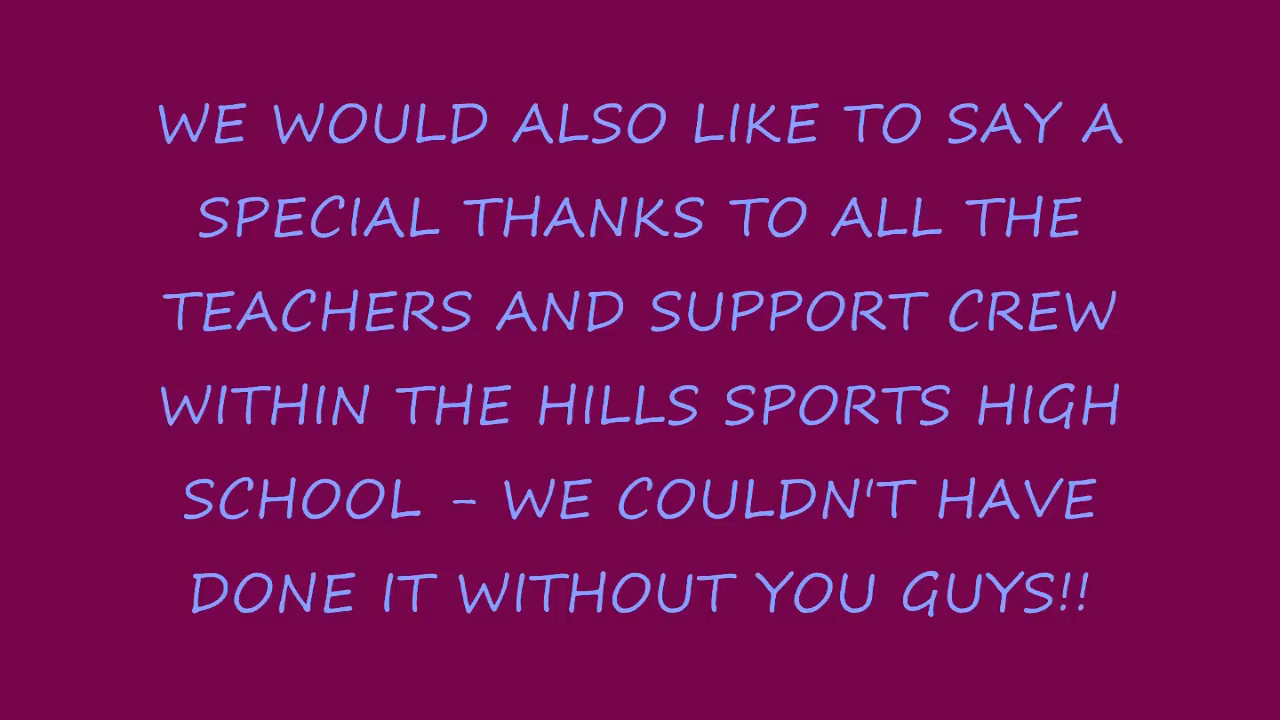 WE WOULD ALSO LIKE TO SAY A
SPECIAL THANKS TO ALL THE
TEACHERS AND SUPPORT CREW
WITHIN THE HILLS SPORTS HIGH
SCHOOL - WE COULDN'T HAVE
DONE IT WITHOUT YOU GUYS!!